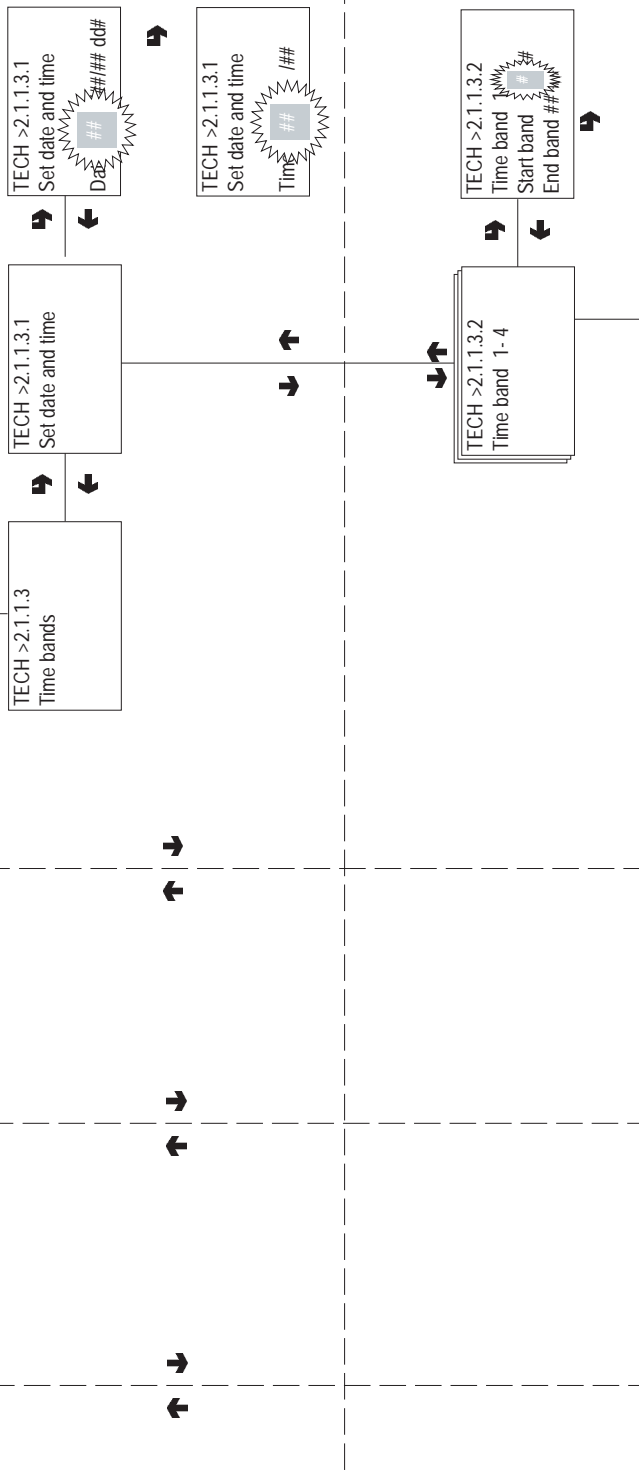 TECH >2.1.1.3
Time bands
TECH >2.1.1.3.1
Set date and time
TECH >2.1.1.3.1
Set date and time
## ##/## dd#
TECH >2.1.1.3.1
Set date and time
Time ## /##
TECH >2.1.1.3.2
Time band 1- 4
TECH >2.1.1.3.2
Time band 1
Start band # #
End band ##